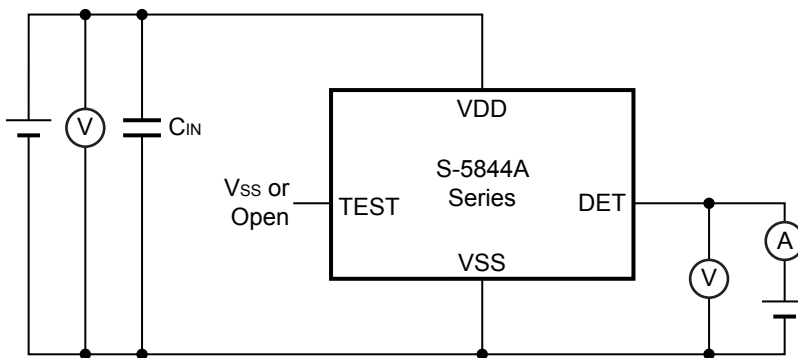 V
CIN
VDD
S-5844A
Series
VSS or
Open
TEST
DET
VSS
A
V